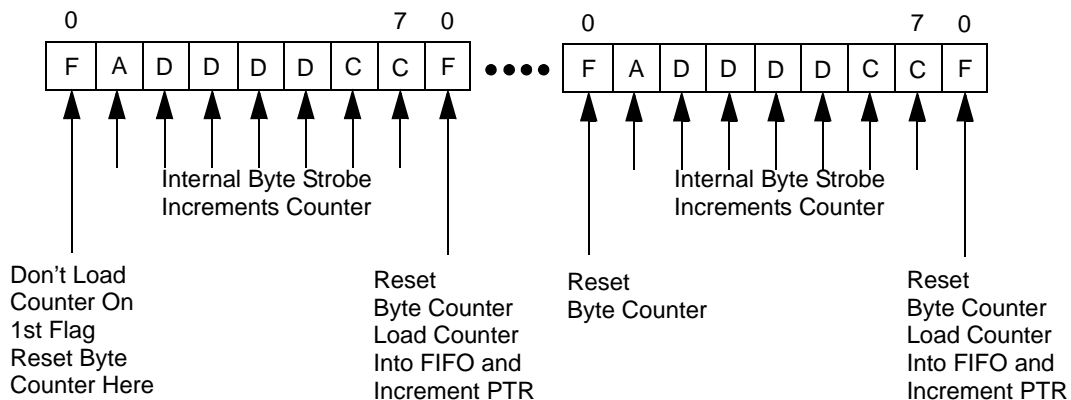 0 7 0 0 7 0
F A D D D D C C F •••• F A D D D D C C F
Internal Byte Strobe
Increments Counter
Internal Byte Strobe
Increments Counter
Don't Load
Counter On
1st Flag
Reset Byte
Counter Here
Reset
Byte Counter
Load Counter
Into FIFO and
Increment PTR
Reset
Byte Counter
Reset
Byte Counter
Load Counter
Into FIFO and
Increment PTR